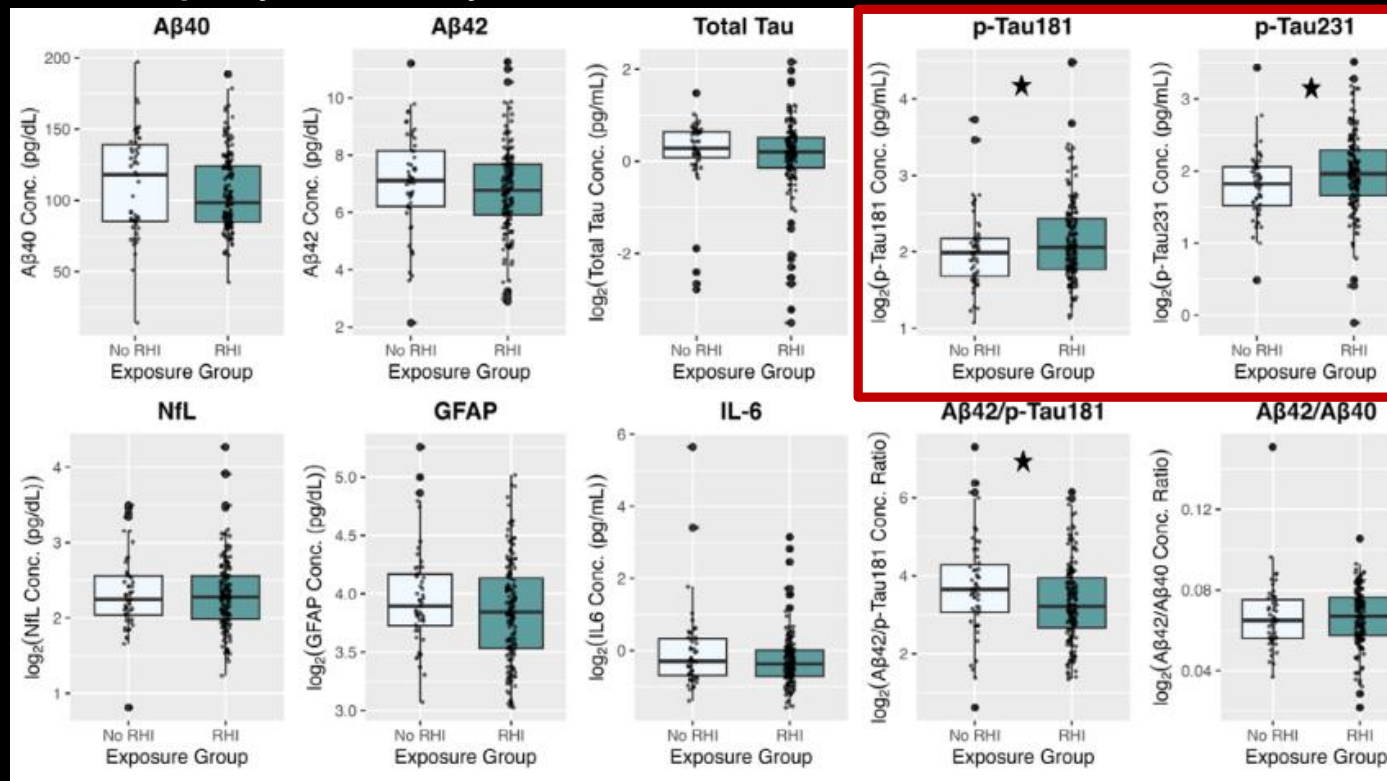 Aβ40
Aβ42
Total Tau
p-Tau181
p-Tau231
Aβ40 Conc. (pg/dL)
200
150
100
50
Aβ42 Conc. (pg/dL)
10
8
6
4
2
log₂(Total Tau Conc. (pg/mL))
2
0
-2
log₂(p-Tau181 Conc. (pg/mL))
4
3
2
1
log₂(p-Tau231 Conc. (pg/mL))
3
2
1
0
No RHI RHI
No RHI RHI
No RHI RHI
No RHI RHI
No RHI RHI
Exposure Group
Exposure Group
Exposure Group
Exposure Group
Exposure Group
NfL
GFAP
IL-6
Aβ42/p-Tau181
Aβ42/Aβ40
log₂(NfL Conc. (pg/dL))
4
3
2
1
log₂(GFAP Conc. (pg/dL))
5.0
4.5
4.0
3.5
3.0
log₂(IL6 Conc. (pg/mL))
6
4
2
0
log₂(Aβ42/p-Tau181 Conc. Ratio)
6
4
2
log₂(Aβ42/Aβ40 Conc. Ratio)
0.12
0.08
0.04
No RHI RHI
No RHI RHI
No RHI RHI
No RHI RHI
No RHI RHI
Exposure Group
Exposure Group
Exposure Group
Exposure Group
Exposure Group